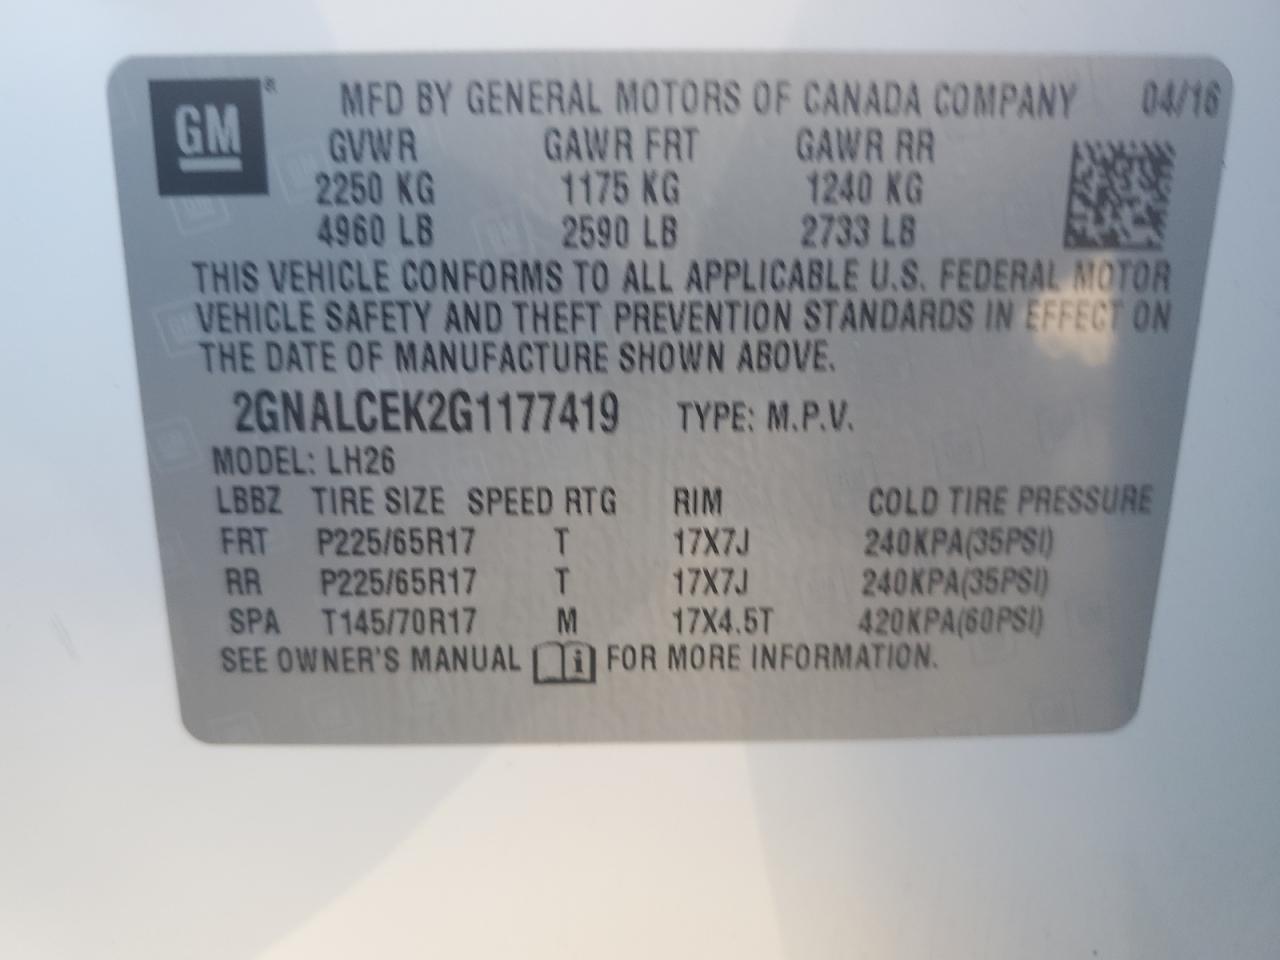 GM® MFD BY GENERAL MOTORS OF CANADA COMPANY 04/16
GVWR GAWR FRT GAWR RR
2250 KG 1175 KG 1240 KG
4960 LB 2590 LB 2733 LB
THIS VEHICLE CONFORMS TO ALL APPLICABLE U.S. FEDERAL MOTOR
VEHICLE SAFETY AND THEFT PREVENTION STANDARDS IN EFFECT ON
THE DATE OF MANUFACTURE SHOWN ABOVE.
2GNALCEK2G1177419 TYPE: M.P.V.
MODEL: LH26
LBBZ TIRE SIZE SPEED RTG RIM COLD TIRE PRESSURE
FRT P225/65R17 T 17X7J 240KPA(35PSI)
RR P225/65R17 T 17X7J 240KPA(35PSI)
SPA T145/70R17 M 17X4.5T 420KPA(60PSI)
SEE OWNER'S MANUAL i FOR MORE INFORMATION.